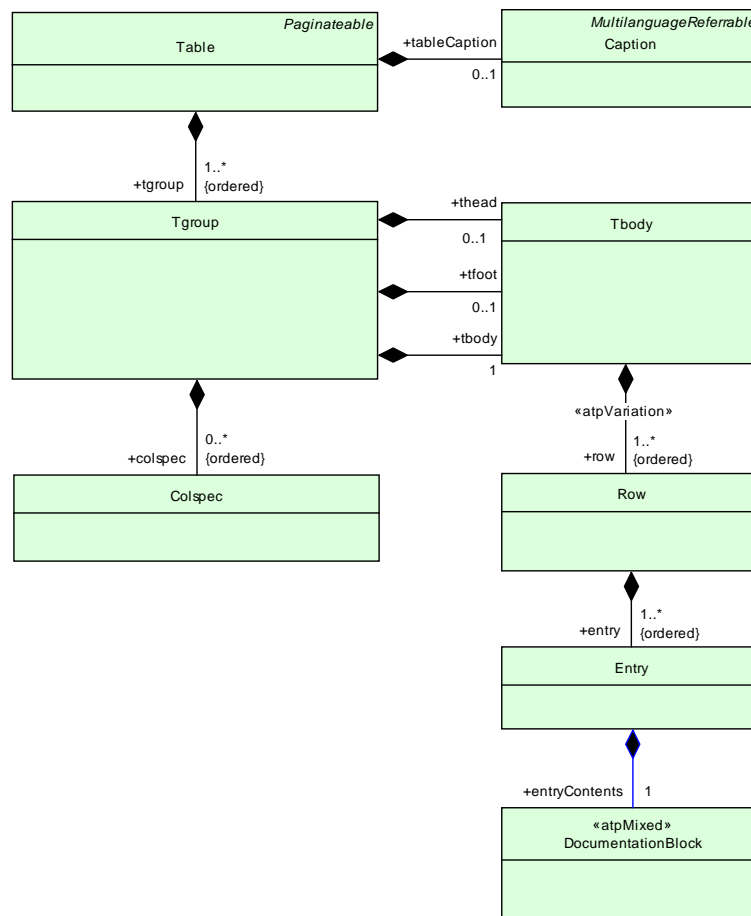 Paginateable
Table
+tableCaption
0..1
MultilanguageReferrable
Caption
+tgroup
1..*
{ordered}
Tgroup
+thead
0..1
+tfoot
0..1
+tbody
1
Tbody
«atpVariation»
+row
1..*
{ordered}
+colspec
0..*
{ordered}
Colspec
Row
+entry
1..*
{ordered}
Entry
+entryContents
1
«atpMixed»
DocumentationBlock